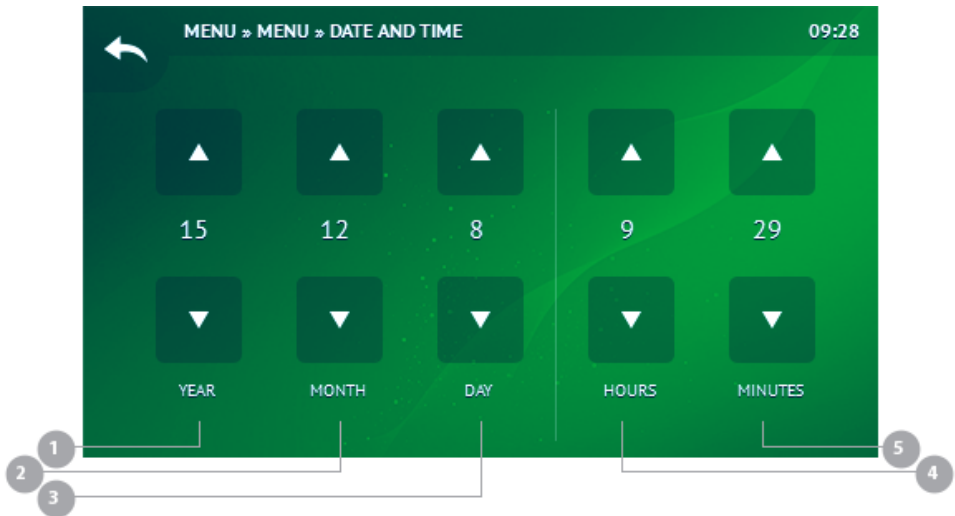 MENU » MENU » DATE AND TIME 09:28
15 12 8 9 29
YEAR MONTH DAY HOURS MINUTES
1 5
2 4
3